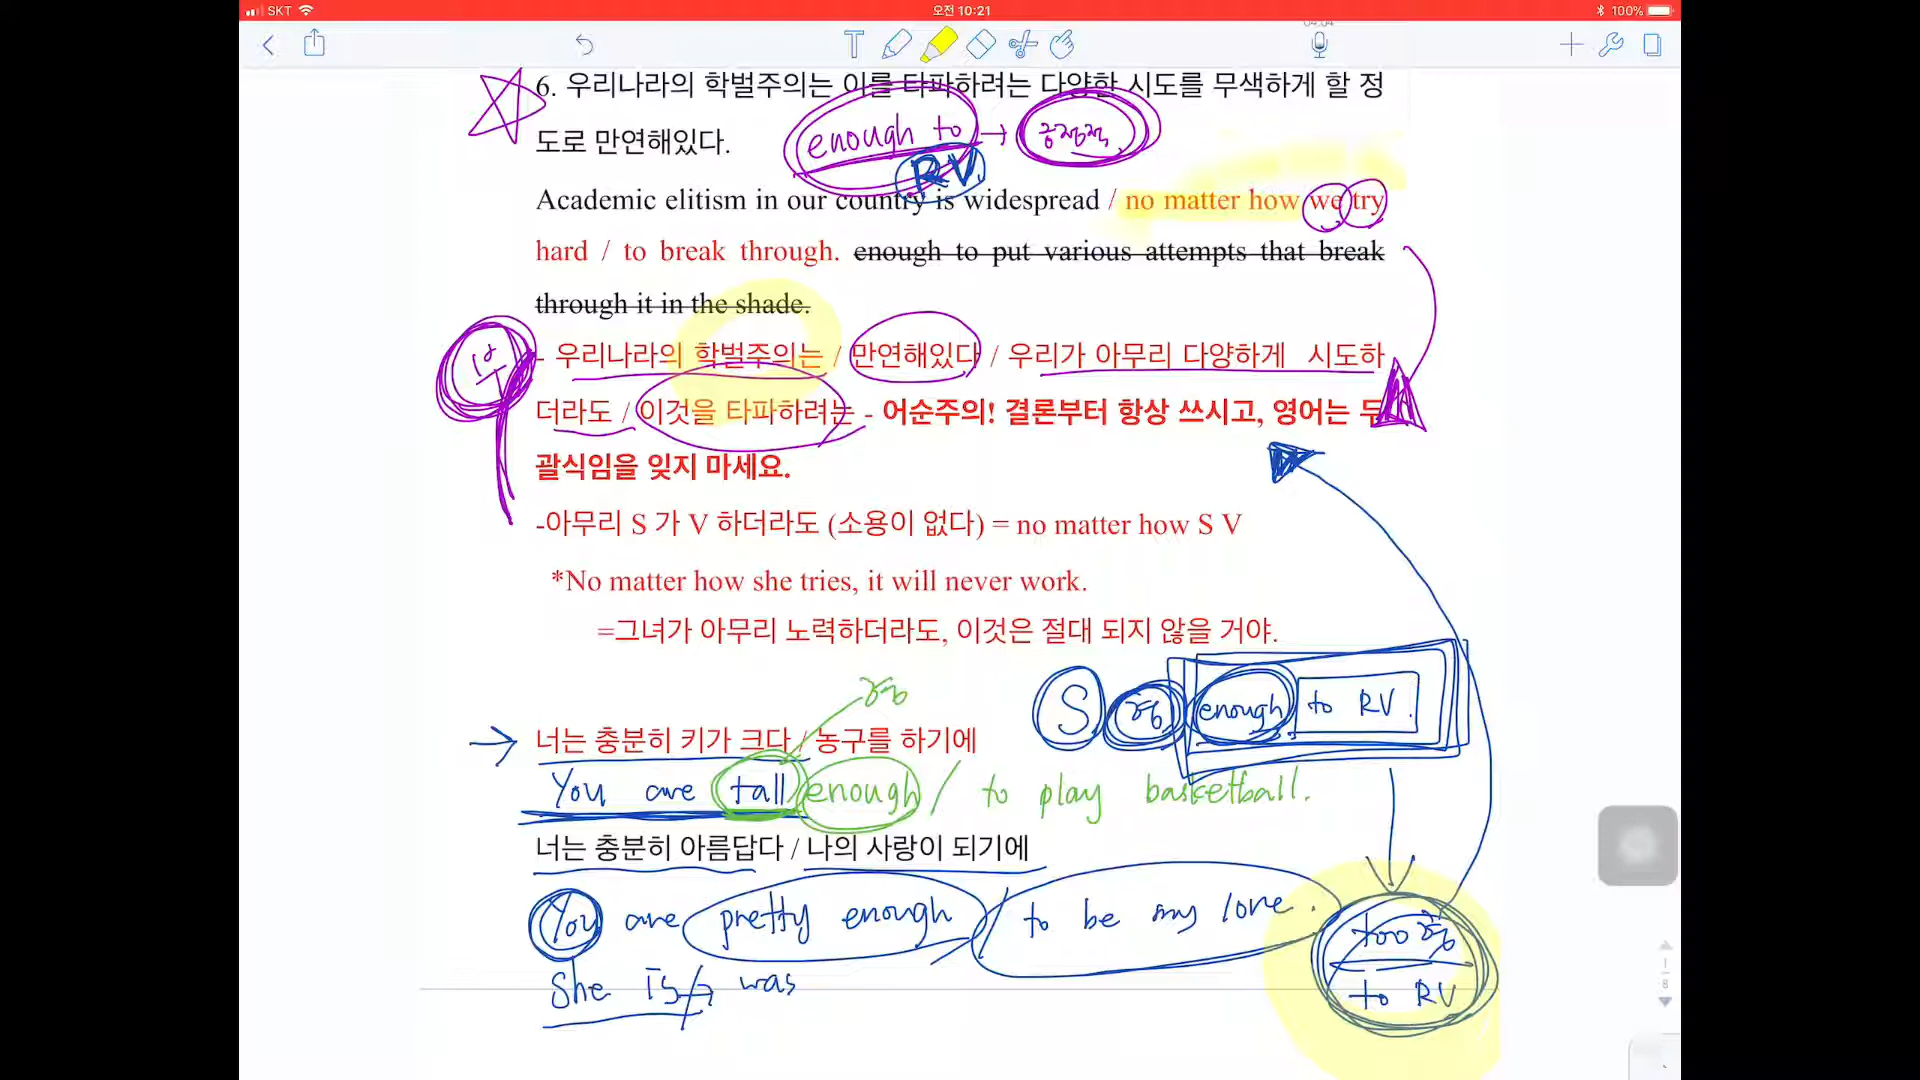 SKT 오전 10:21 100%
6. 우리나라의 학벌주의는 이를 타파하려는 다양한 시도를 무색하게 할 정
도로 만연해있다.
enough to → 긍정적
RV
Academic elitism in our country is widespread / no matter how we try
hard / to break through. enough to put various attempts that break
through it in the shade.
부
- 우리나라의 학벌주의는 / 만연해있다 / 우리가 아무리 다양하게 시도하
더라도 / 이것을 타파하려는 - 어순주의! 결론부터 항상 쓰시고, 영어는 두
괄식임을 잊지 마세요.
-아무리 S 가 V 하더라도 (소용이 없다) = no matter how S V
*No matter how she tries, it will never work.
=그녀가 아무리 노력하더라도, 이것은 절대 되지 않을 거야.
형
S 형 enough to RV.
너는 충분히 키가 크다 / 농구를 하기에
You are tall enough / to play basketball.
너는 충분히 아름답다 / 나의 사랑이 되기에
You are pretty enough / to be my love.
too 형
to RV
She is was
1
8